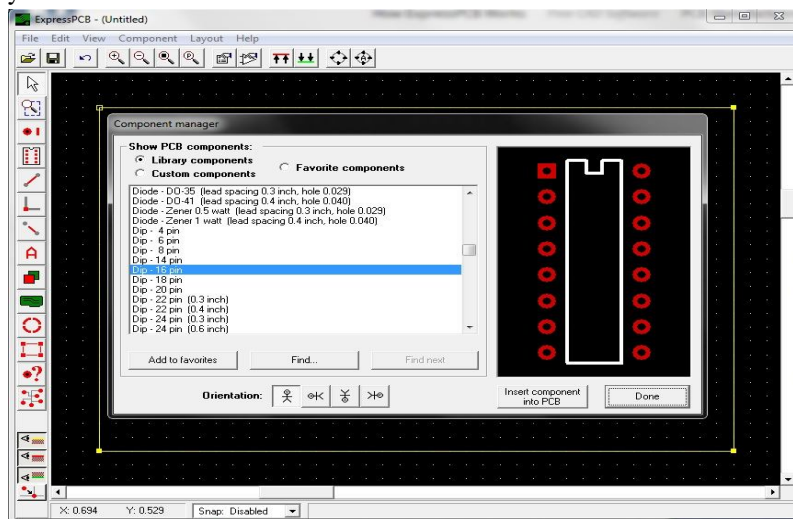 y
ExpressPCB - (Untitled)
File Edit View Component Layout Help
Component manager
Show PCB components:
Library components
Favorite components
Custom components
Diode - DO-35 (lead spacing 0.3 inch, hole 0.029)
Diode - DO-41 (lead spacing 0.4 inch, hole 0.040)
Diode - Zener 0.5 watt (lead spacing 0.3 inch, hole 0.029)
Diode - Zener 1 watt (lead spacing 0.4 inch, hole 0.040)
Dip - 4 pin
Dip - 6 pin
Dip - 8 pin
Dip - 14 pin
Dip - 16 pin
Dip - 18 pin
Dip - 20 pin
Dip - 22 pin (0.3 inch)
Dip - 22 pin (0.4 inch)
Dip - 24 pin (0.3 inch)
Dip - 24 pin (0.6 inch)
Add to favorites Find... Find next
Orientation:
Insert component
into PCB
Done
X: 0.694 Y: 0.529 Snap: Disabled